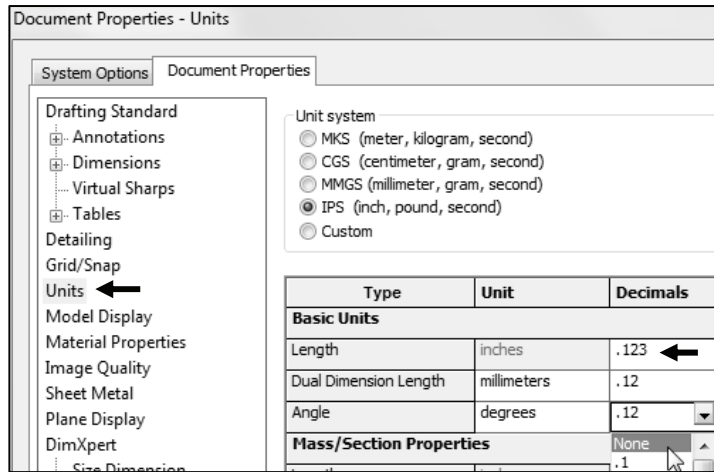 Document Properties - Units
System Options
Document Properties
Drafting Standard
Annotations
Dimensions
Virtual Sharps
Tables
Detailing
Grid/Snap
Units
Model Display
Material Properties
Image Quality
Sheet Metal
Plane Display
DimXpert
Size Dimension
Unit system
MKS (meter, kilogram, second)
CGS (centimeter, gram, second)
MMGS (millimeter, gram, second)
IPS (inch, pound, second)
Custom
Type Unit Decimals
Basic Units
Length inches .123
Dual Dimension Length millimeters .12
Angle degrees .12
Mass/Section Properties None
.1